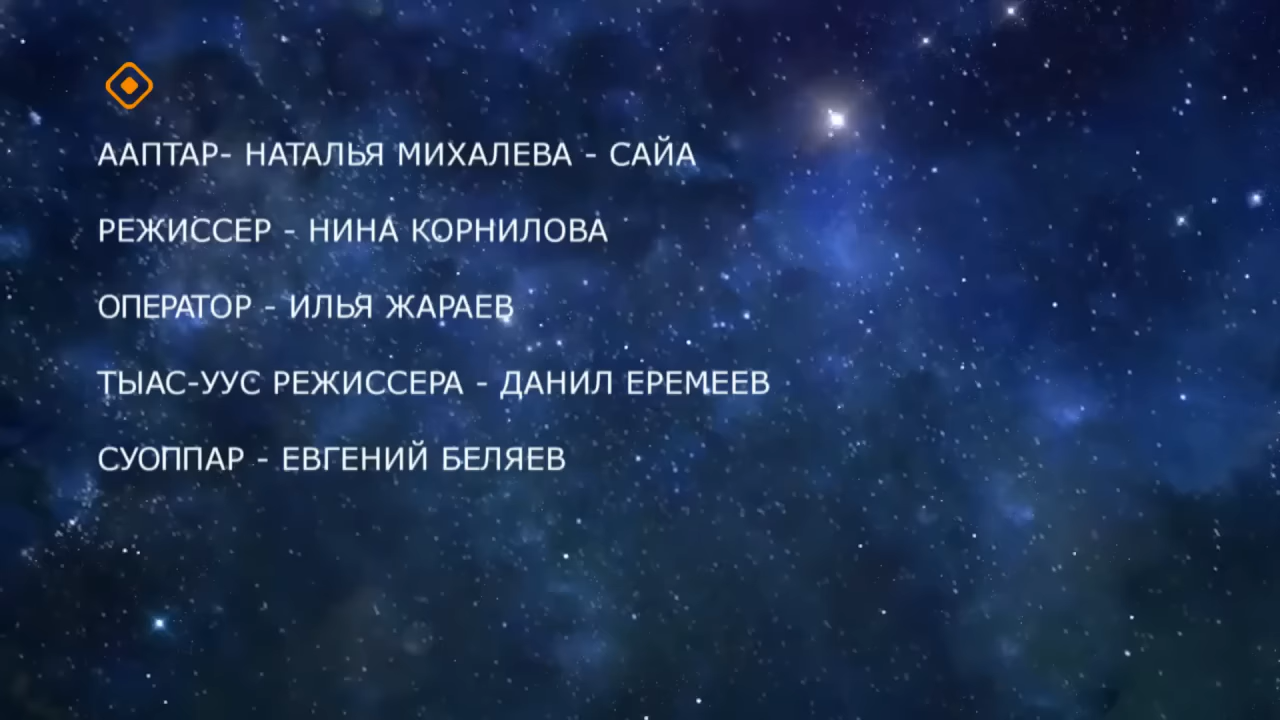 ААПТАР- НАТАЛЬЯ МИХАЛЕВА - САЙА
РЕЖИССЕР - НИНА КОРНИЛОВА
ОПЕРАТОР - ИЛЬЯ ЖАРАЕВ
ТЫАС-УУС РЕЖИССЕРА - ДАНИЛ ЕРЕМЕЕВ
СУОППАР - ЕВГЕНИЙ БЕЛЯЕВ